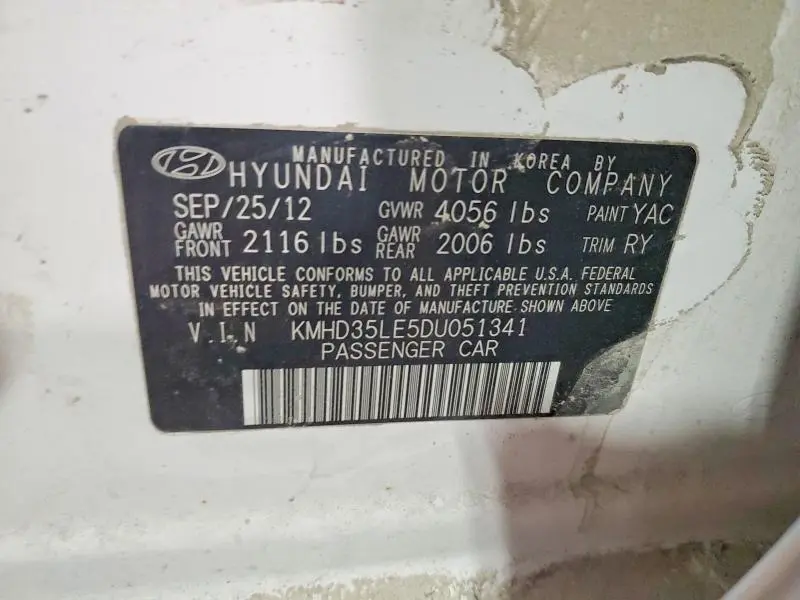 MANUFACTURED IN KOREA BY
HYUNDAI MOTOR COMPANY
SEP/25/12 GVWR 4056 lbs PAINT YAC
GAWR FRONT 2116 lbs GAWR REAR 2006 lbs TRIM RY
THIS VEHICLE CONFORMS TO ALL APPLICABLE U.S.A. FEDERAL
MOTOR VEHICLE SAFETY, BUMPER, AND THEFT PREVENTION STANDARDS
IN EFFECT ON THE DATE OF MANUFACTURE SHOWN ABOVE
V.I.N KMHD35LE5DU051341
PASSENGER CAR